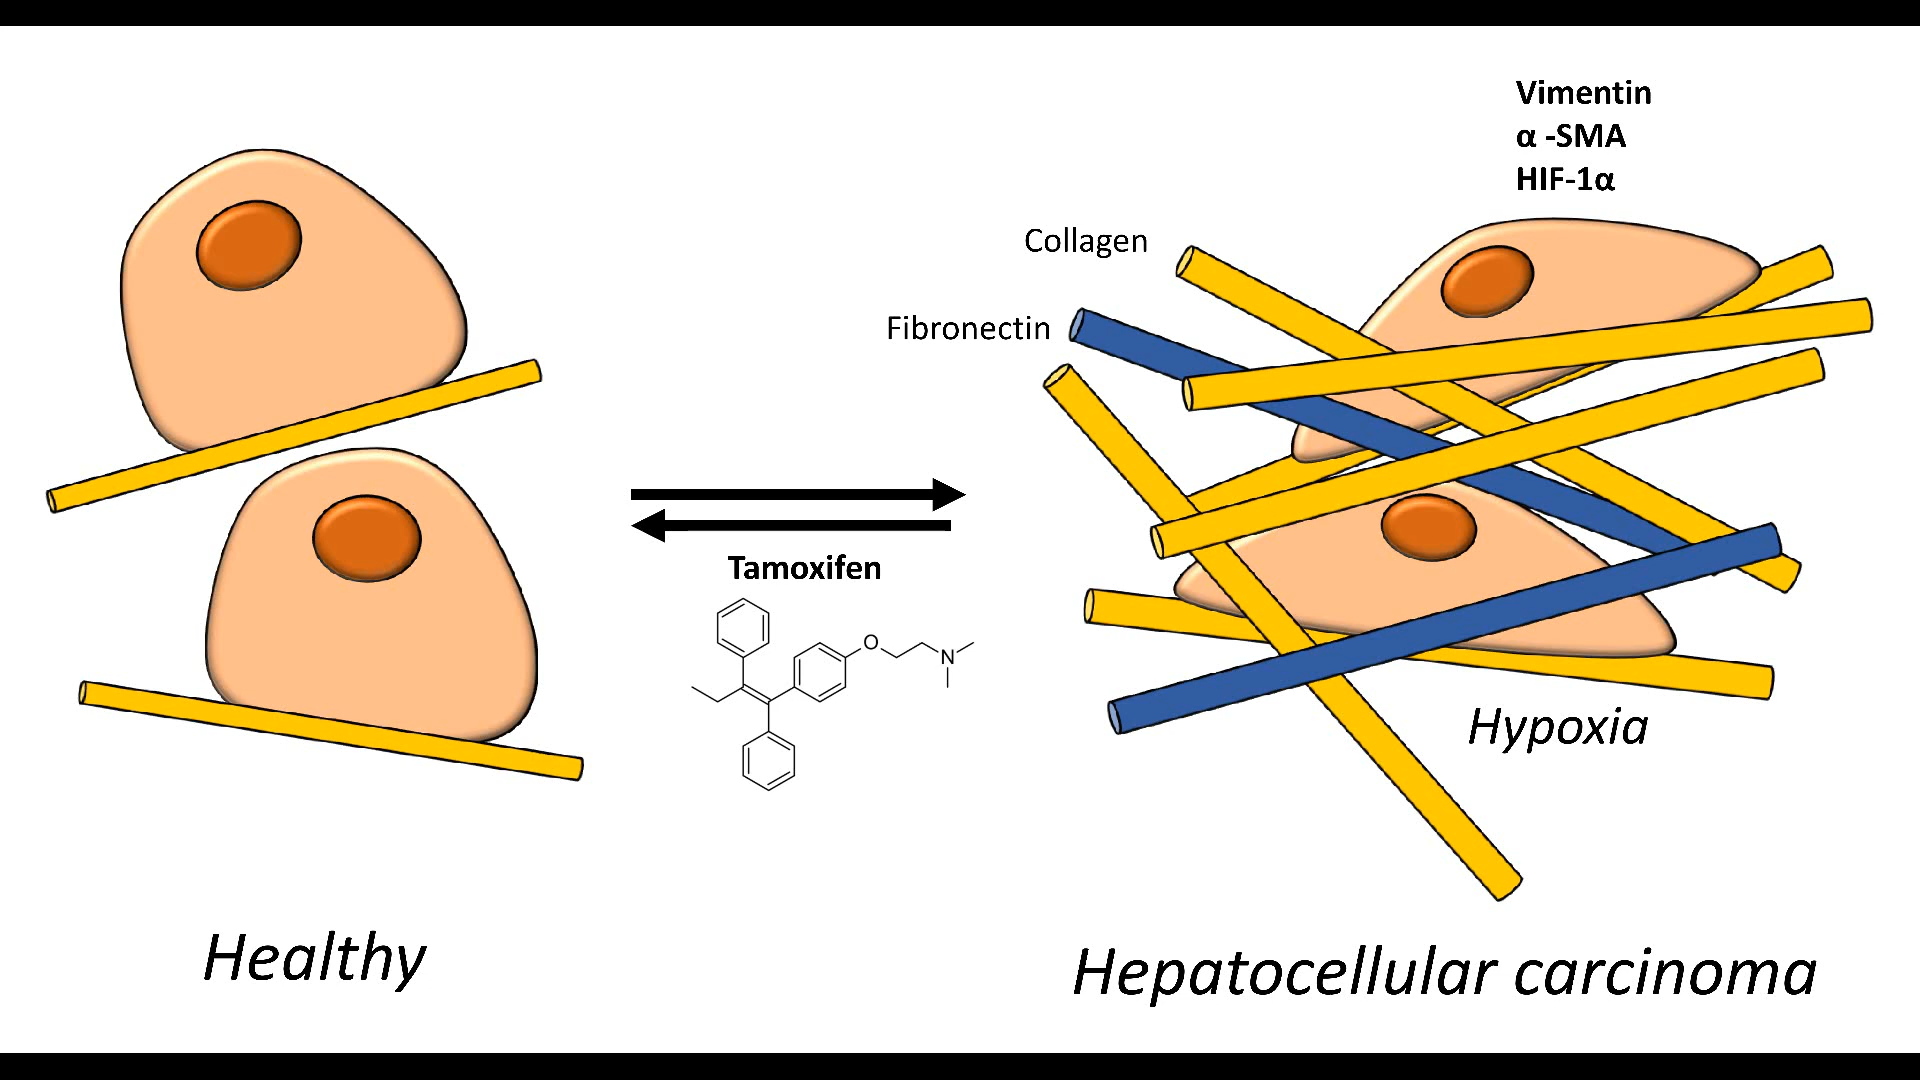 Vimentin
α -SMA
HIF-1α
Collagen
Fibronectin
Tamoxifen
O
N
Hypoxia
Healthy
Hepatocellular carcinoma